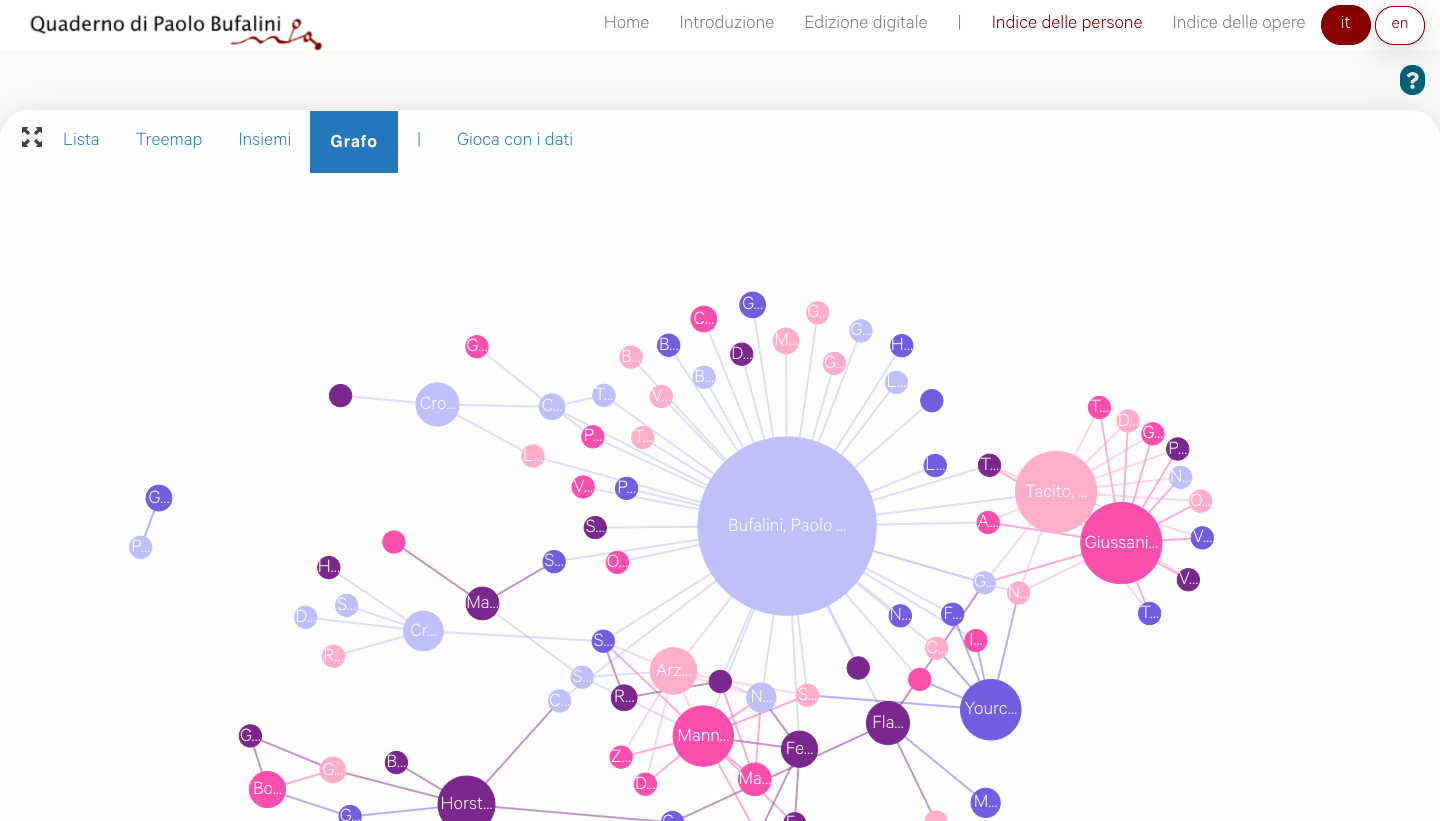 Quaderno di Paolo Bufalini
Home Introduzione Edizione digitale | Indice delle persone Indice delle opere it en
?
Lista Treemap Insiemi Grafo | Gioca con i dati
G...
C... G...
G... H...
G... B... D... M...
B... B... G... L...
Cro... C... T... V...
T... D... G... P...
P... T...
L... L... T... N...
V... P... Tacito, ... O...
G... S... Bufalini, Paolo ... A... Giussani... V...
P... S... O...
H... G... N... V...
D... S... Ma... N... F... T...
Cr... S... C... I...
R... S... Arz...
C... R... N... S... Yourc...
G... Mann... Fe... Fla...
G... B... Z... Ma...
Bo... D... M...
Horst...
G... C... F...